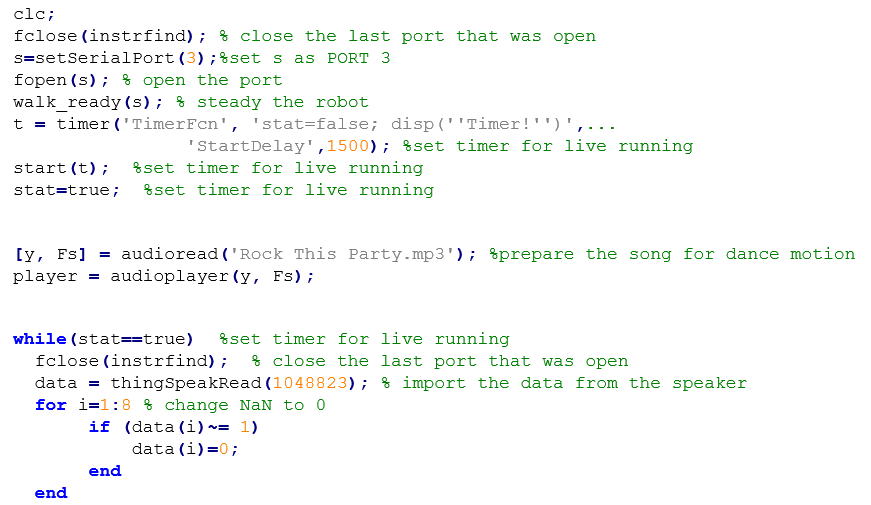 clc;
fclose(instrfind); % close the last port that was open
s=setSerialPort(3);%set s as PORT 3
fopen(s); % open the port
walk_ready(s); % steady the robot
t = timer('TimerFcn', 'stat=false; disp(''Timer!'')',...
                'StartDelay',1500); %set timer for live running
start(t);  %set timer for live running
stat=true;  %set timer for live running
[y, Fs] = audioread('Rock This Party.mp3'); %prepare the song for dance motion
player = audioplayer(y, Fs);
while(stat==true)  %set timer for live running
  fclose(instrfind);  % close the last port that was open
  data = thingSpeakRead(1048823); % import the data from the speaker
  for i=1:8 % change NaN to 0
       if (data(i)~= 1)
           data(i)=0;
       end
  end